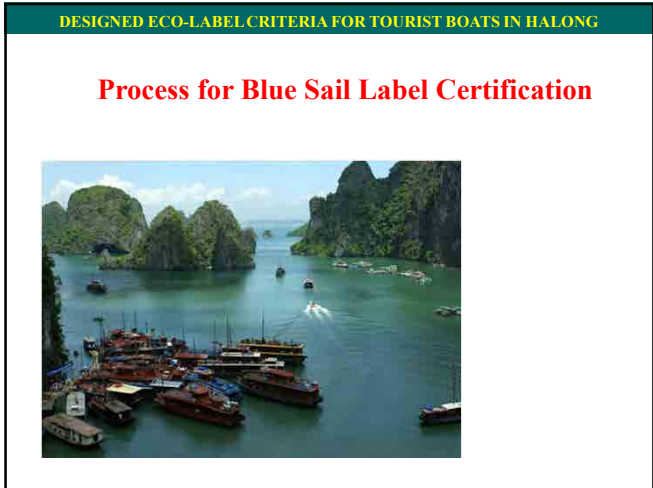 DESIGNED ECO-LABEL CRITERIA FOR TOURIST BOATS IN HALONG
Process for Blue Sail Label Certification